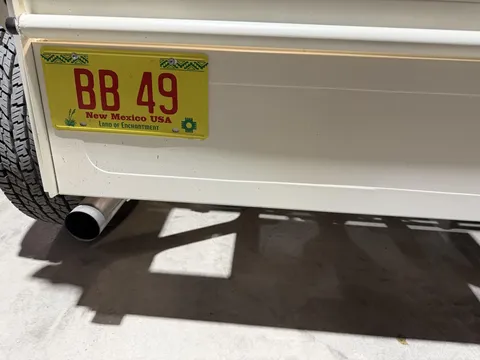 BB 49
New Mexico USA
Land of Enchantment